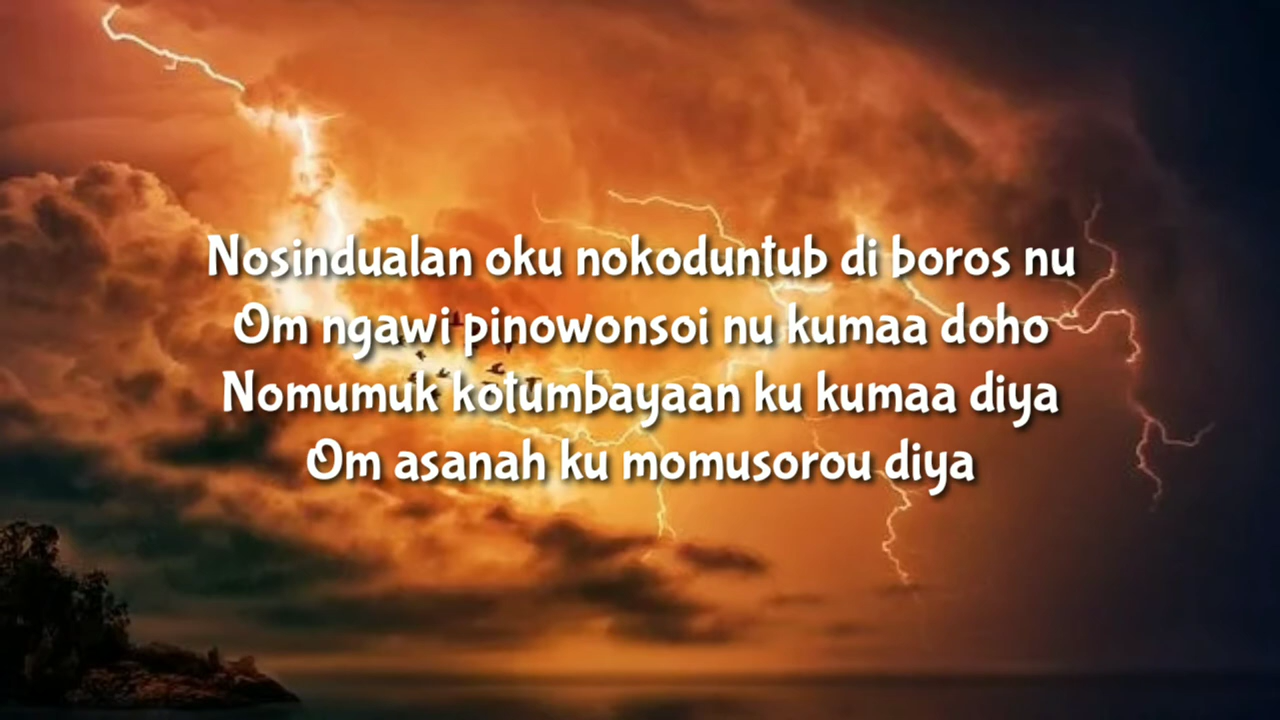 Nosindualan oku nokoduntub di boros nu
Om ngawi pinowonsoi nu kumaa doho
Nomumuk kotumbayaan ku kumaa diya
Om asanah ku momusorou diya